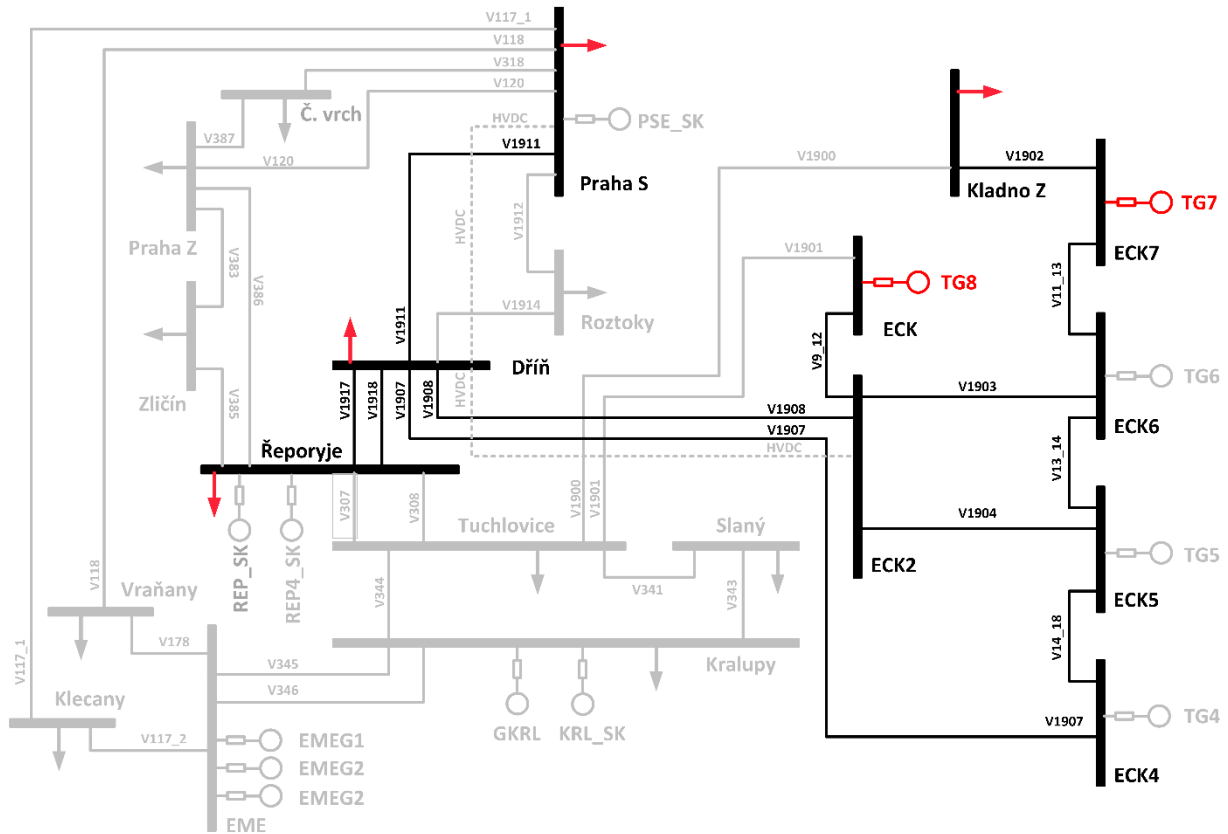 V117_1
V118
V318
V120
HVDC
V1911
PSE_SK
Praha S
Č. vrch
V387
V120
Praha Z
V383
V386
Zličín
V385
HVDC
V1912
V1914
Roztoky
V1911
Dříň
HVDC
V1917
V1918
V1907
V1908
V1900
V1901
Kladno Z
V1902
TG7
ECK7
V11_13
TG8
ECK
V9_12
V1903
TG6
ECK6
V1908
V1907
HVDC
V13_14
V1904
TG5
ECK5
ECK2
V14_18
TG4
V1907
ECK4
Řeporyje
REP_SK
REP4_SK
V307
V308
Tuchlovice
V1900
V1901
Slaný
V344
V341
V343
Kralupy
V345
V346
GKRL
KRL_SK
V118
Vraňany
V178
V117_1
Klecany
V117_2
EMEG1
EMEG2
EMEG2
EME